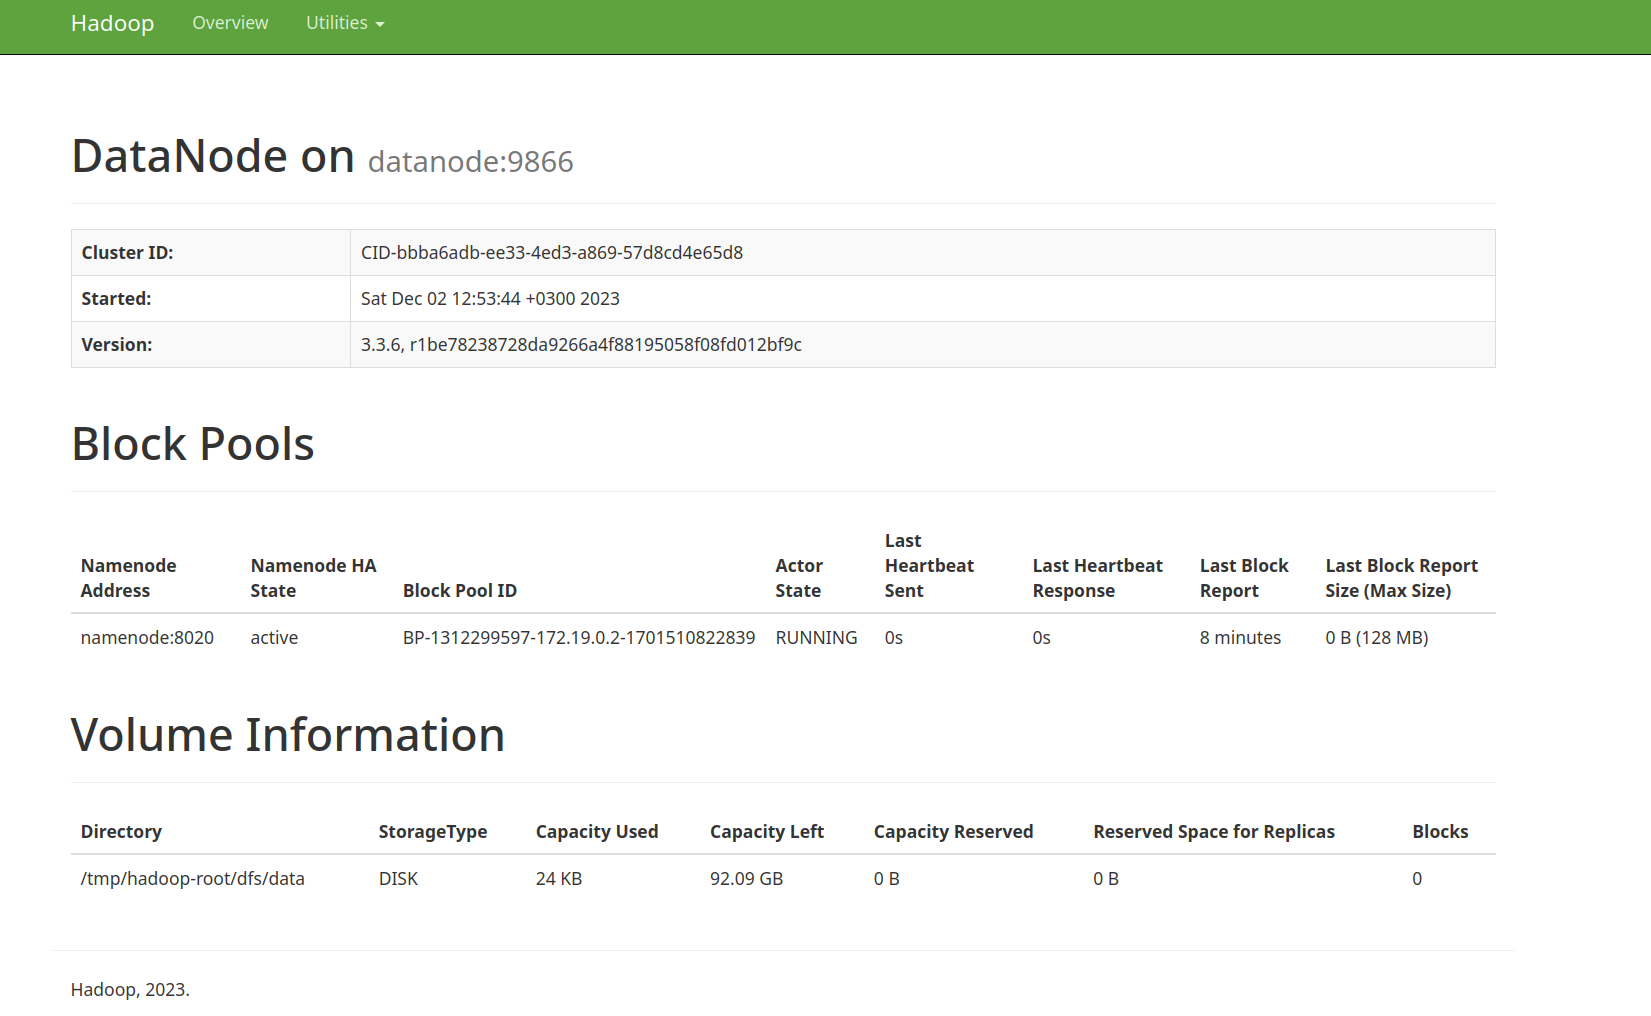 Hadoop Overview Utilities
DataNode on datanode:9866
Cluster ID: CID-bbba6adb-ee33-4ed3-a869-57d8cd4e65d8
Started: Sat Dec 02 12:53:44 +0300 2023
Version: 3.3.6, r1be78238728da9266a4f88195058f08fd012bf9c
Block Pools
Namenode Address Namenode HA State Block Pool ID Actor State Last Heartbeat Sent Last Heartbeat Response Last Block Report Last Block Report Size (Max Size)
namenode:8020 active BP-1312299597-172.19.0.2-1701510822839 RUNNING 0s 0s 8 minutes 0 B (128 MB)
Volume Information
Directory StorageType Capacity Used Capacity Left Capacity Reserved Reserved Space for Replicas Blocks
/tmp/hadoop-root/dfs/data DISK 24 KB 92.09 GB 0 B 0 B 0
Hadoop, 2023.